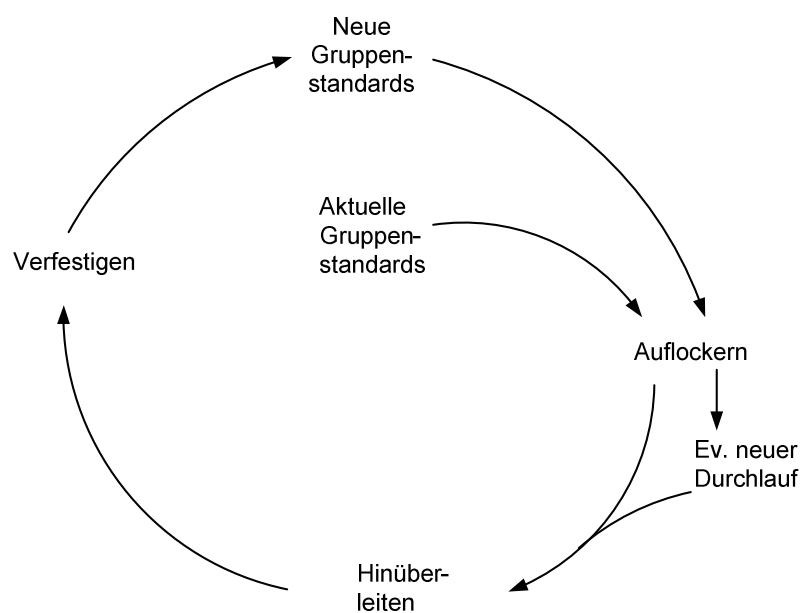 Neue
Gruppen-
standards
Aktuelle
Gruppen-
standards
Verfestigen
Auflockern
Ev. neuer
Durchlauf
Hinüber-
leiten